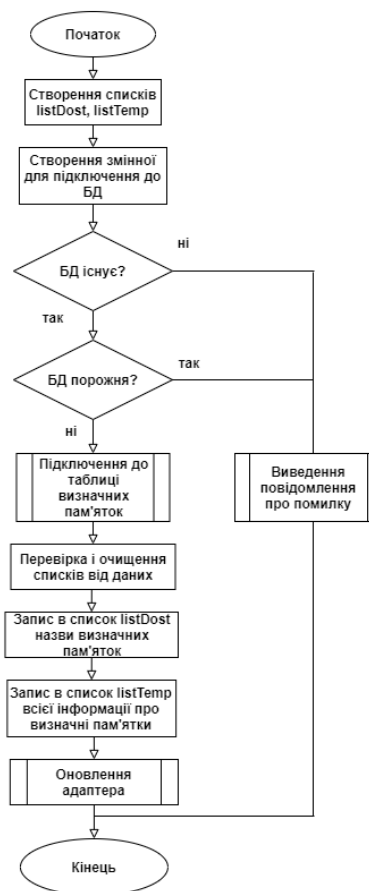 Початок
Створення списків
listDost, listTemp
Створення змінної
для підключення до
БД
ні
БД існує?
так
так
БД порожня?
ні
Підключення до
таблиці
визначних
пам'яток
Виведення
повідомлення
про помилку
Перевірка і очищення
списків від даних
Запис в список listDost
назви визначних
пам'яток
Запис в список listTemp
всієї інформації про
визначні пам'ятки
Оновлення
адаптера
Кінець